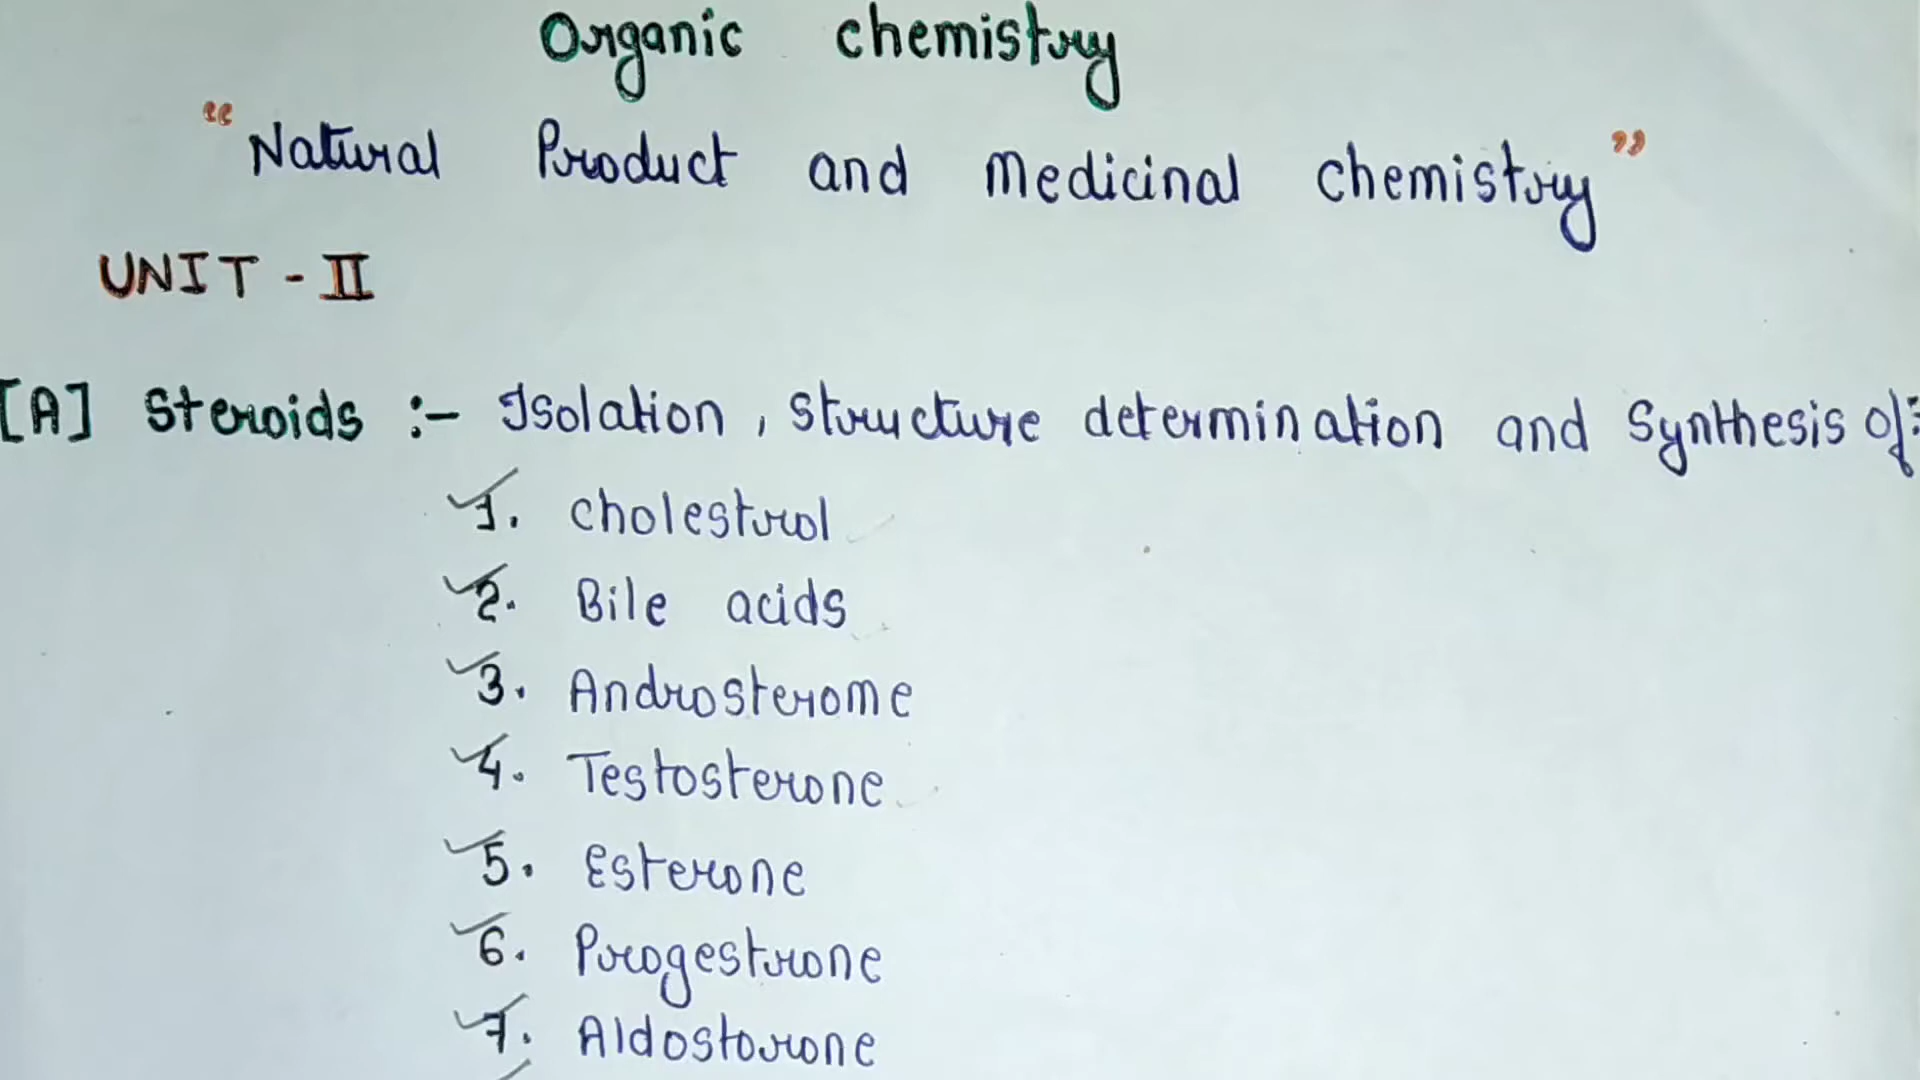 Organic chemistry
"Natural Product and Medicinal chemistry"
UNIT - II
[A] Steroids :- Isolation, structure determination and Synthesis of:
1. cholestrol
2. Bile acids
3. Androsterome
4. Testosterone
5. Esterone
6. Progestrone
7. Aldostorone